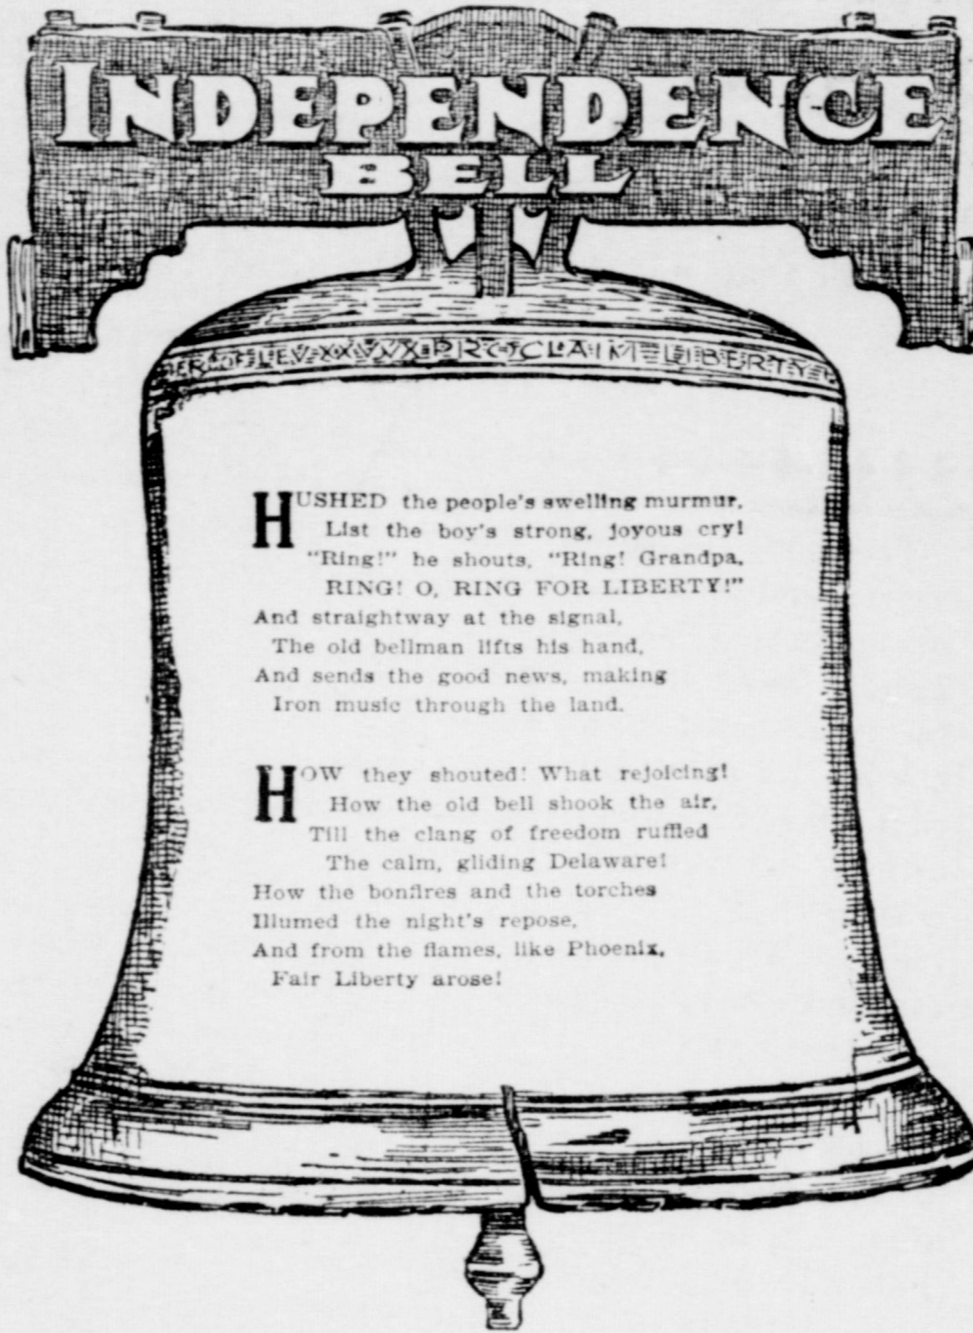 INDEPENDENCE
BELL
LEV. XXV X PROCLAIM LIBERTY
HUSHED the people's swelling murmur,
List the boy's strong, joyous cry!
"Ring!" he shouts, "Ring! Grandpa,
RING! O, RING FOR LIBERTY!"
And straightway at the signal,
The old bellman lifts his hand,
And sends the good news, making
Iron music through the land.
HOW they shouted! What rejoicing!
How the old bell shook the air,
Till the clang of freedom ruffled
The calm, gliding Delaware!
How the bonfires and the torches
Illumed the night's repose,
And from the flames, like Phoenix,
Fair Liberty arose!